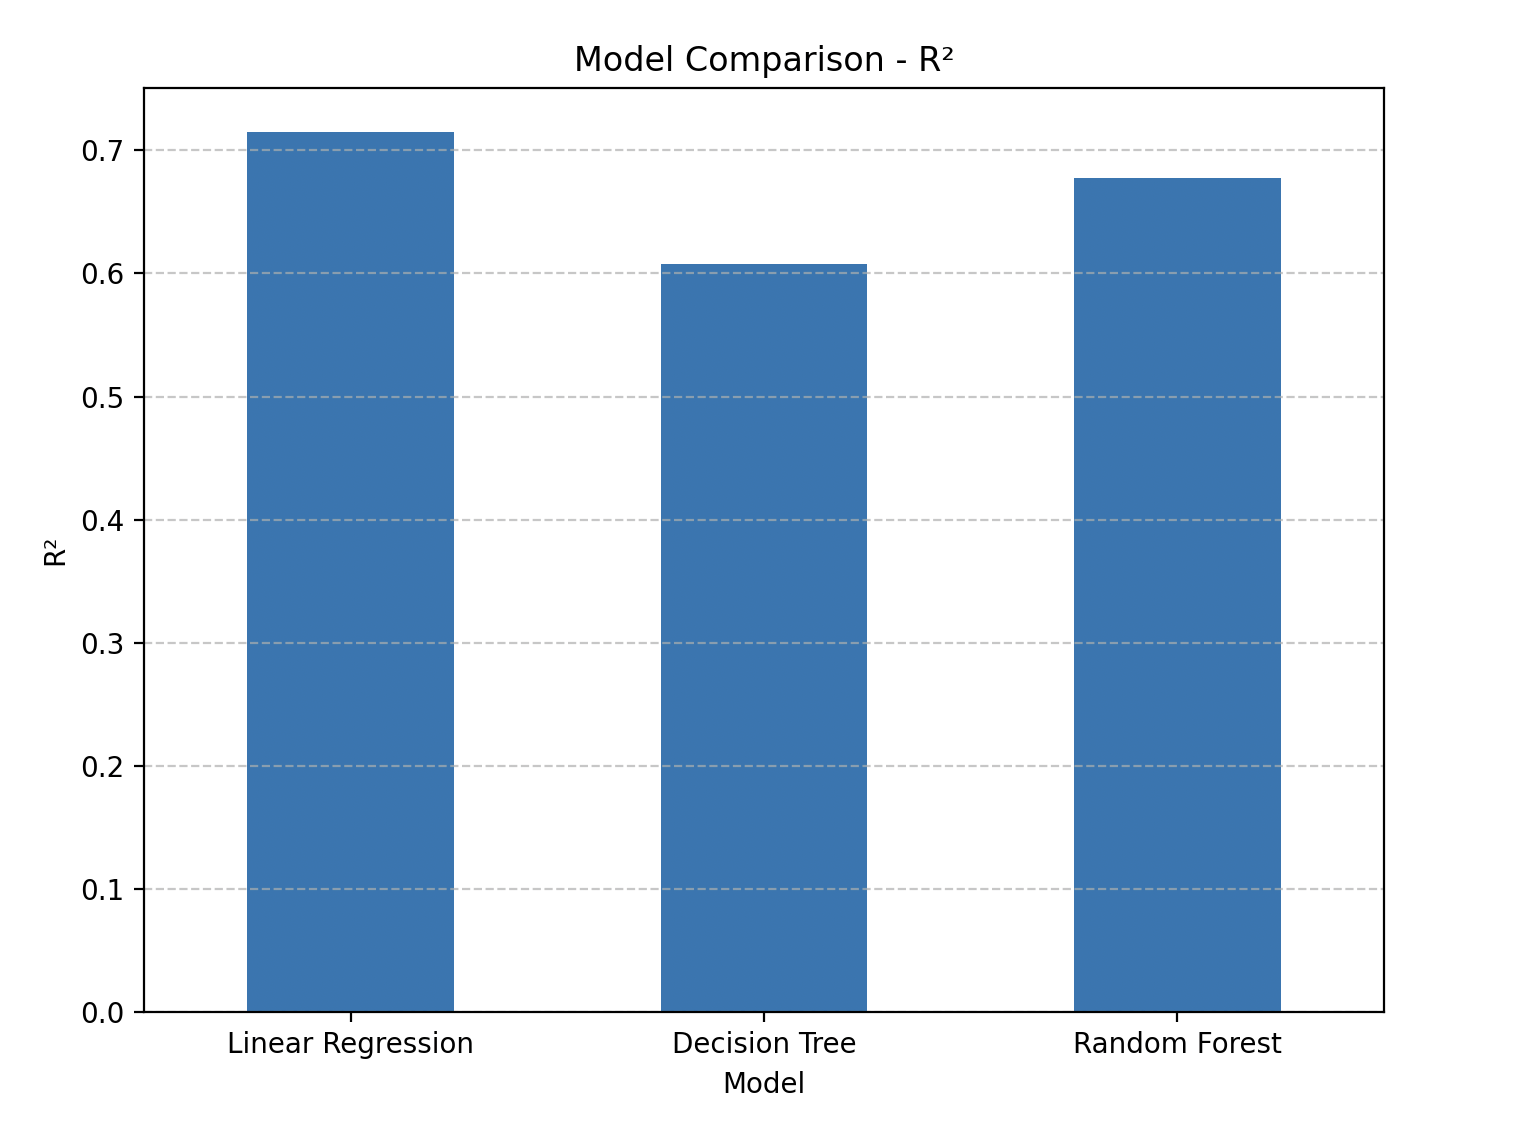 Model Comparison - R²
0.7
0.6
0.5
0.4
0.3
0.2
0.1
0.0
R²
Linear Regression
Decision Tree
Random Forest
Model